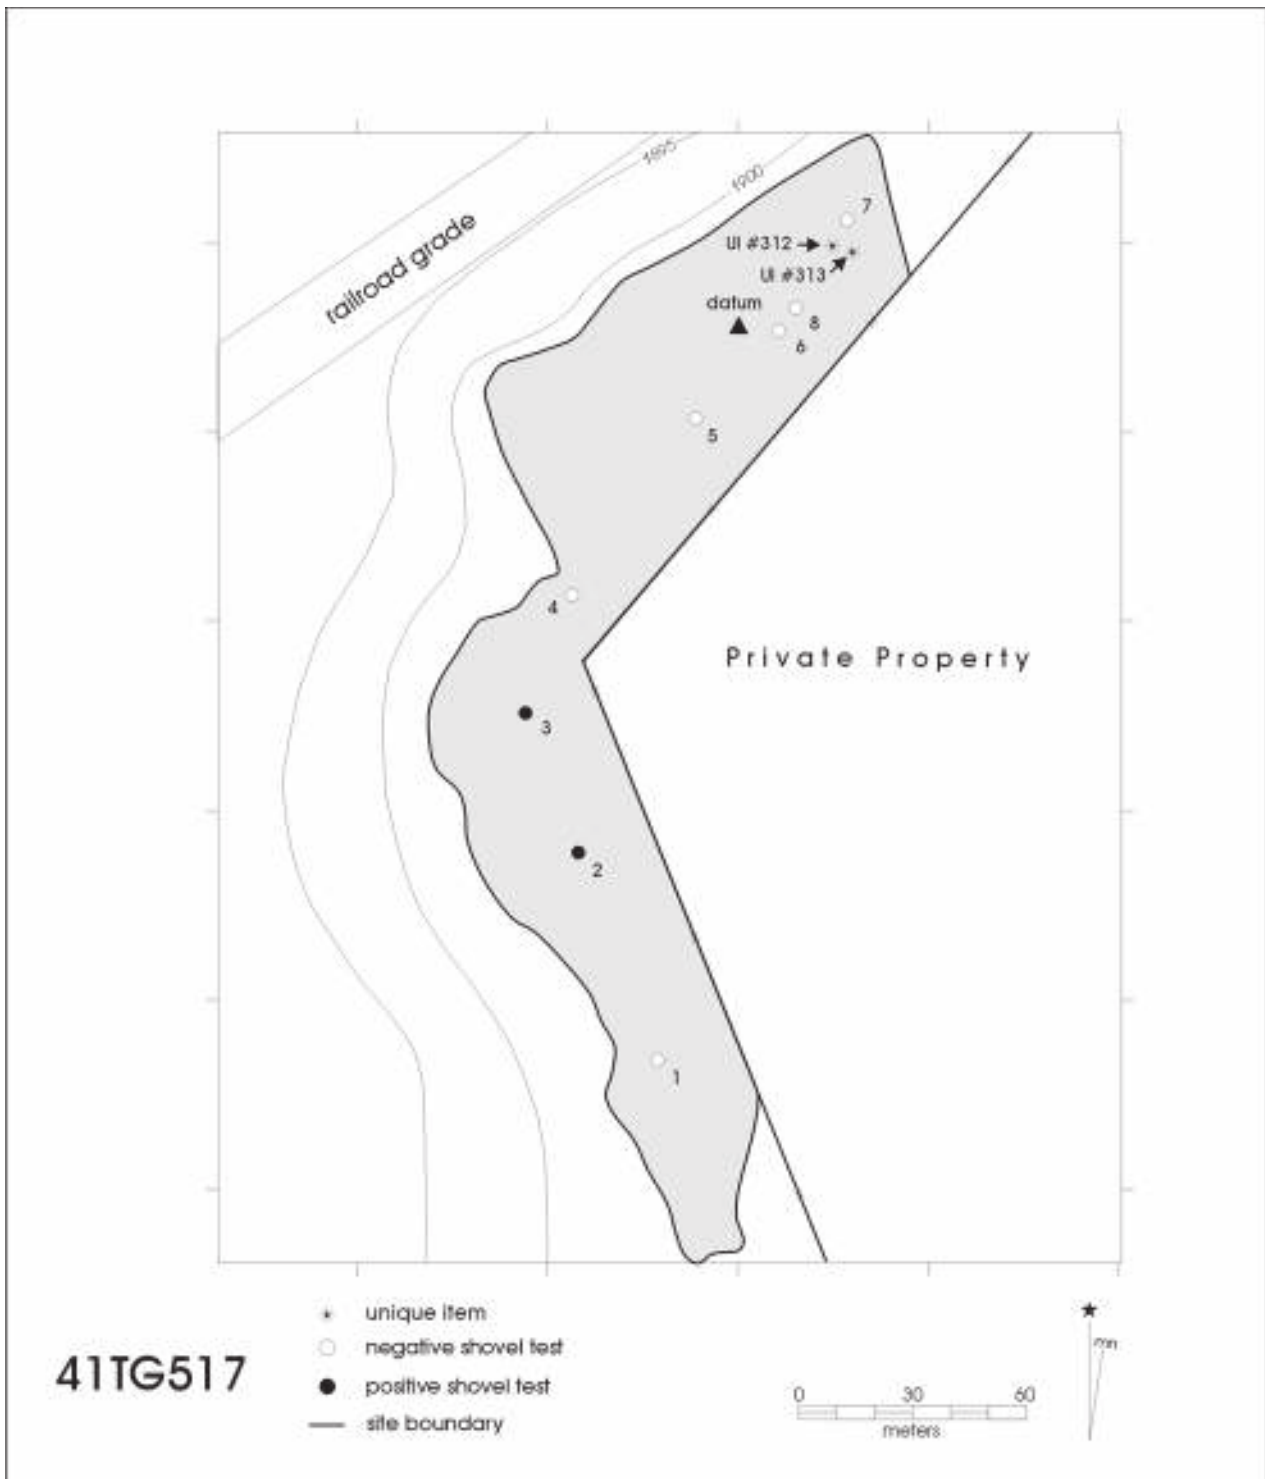 1895
1900
railroad grade
7
UI #312
UI #313
datum
8
6
5
4
Private Property
3
2
1
unique item
negative shovel test
41TG517
positive shovel test
site boundary
mn
0 30 60
meters